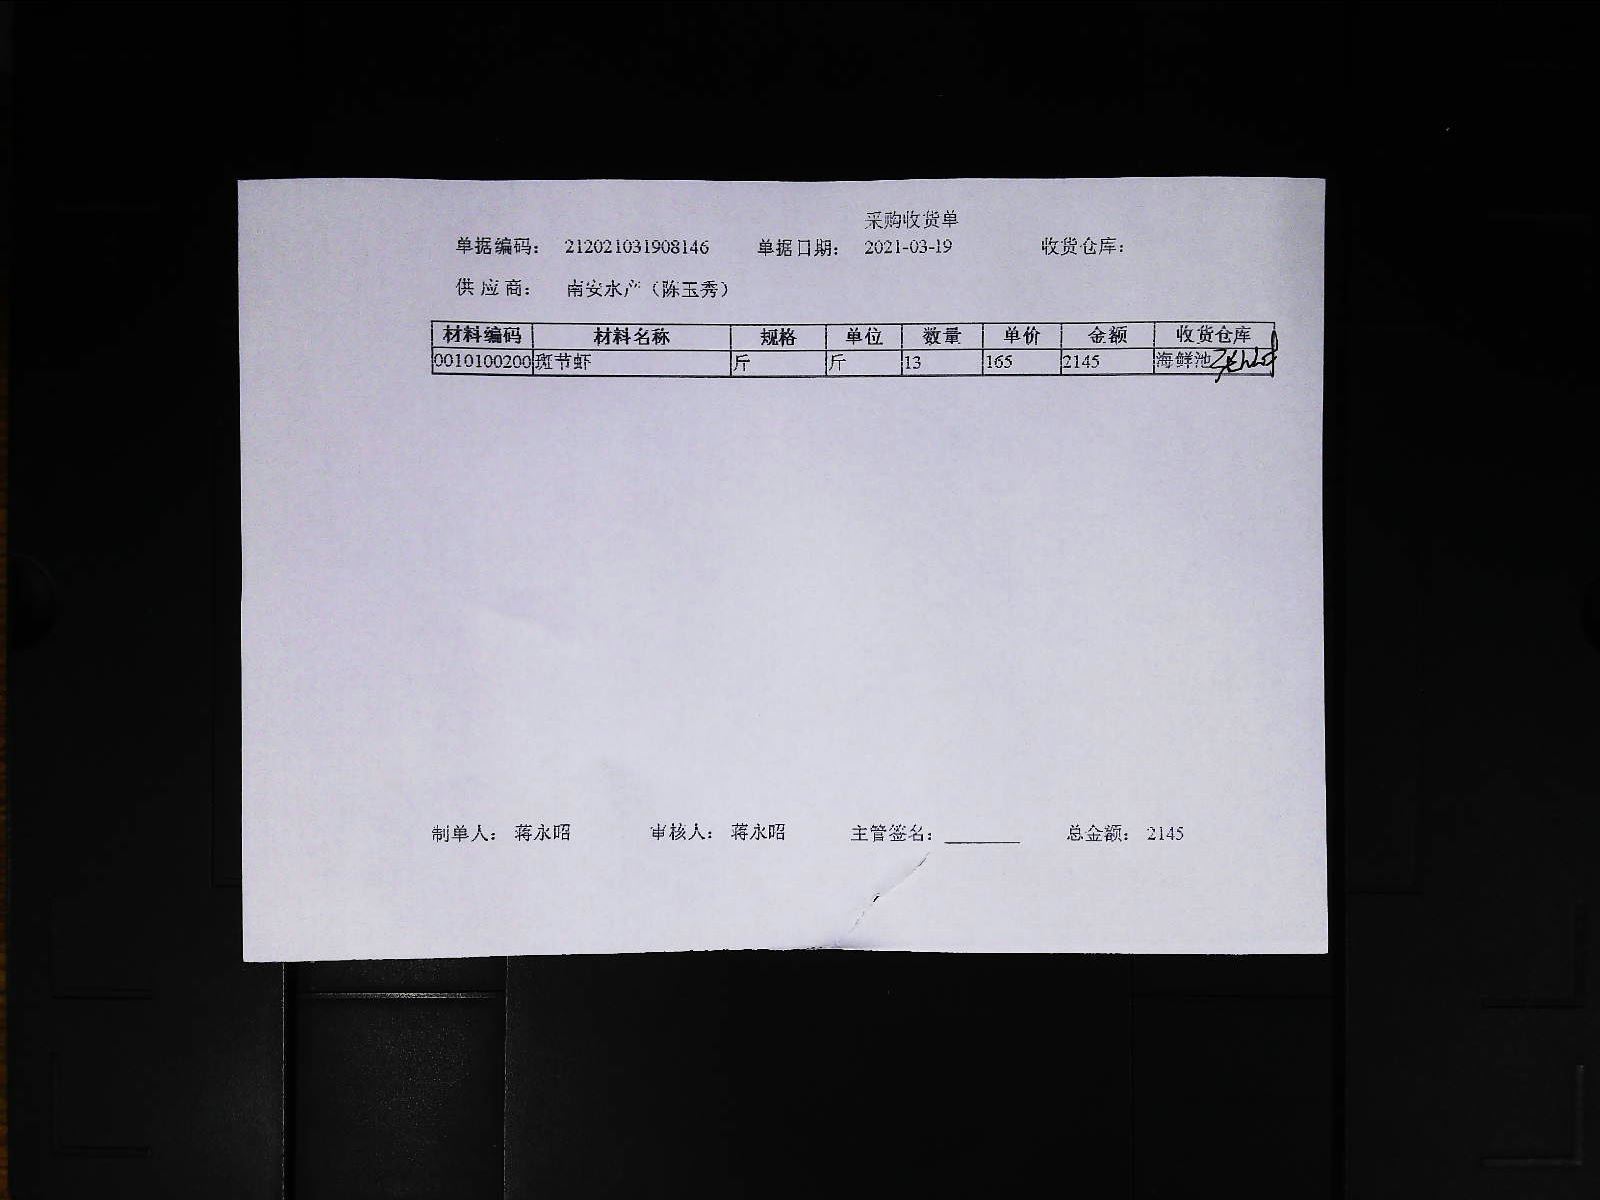 采购收货单
单据编码： 212021031908146 单据日期： 2021-03-19 收货仓库：
供 应 商： 南安水产（陈玉秀）
材料编码 材料名称 规格 单位 数量 单价 金额 收货仓库
0010100200 斑节虾 斤 斤 13 165 2145 海鲜池
制单人： 蒋永昭 审核人： 蒋永昭 主管签名： 总金额： 2145